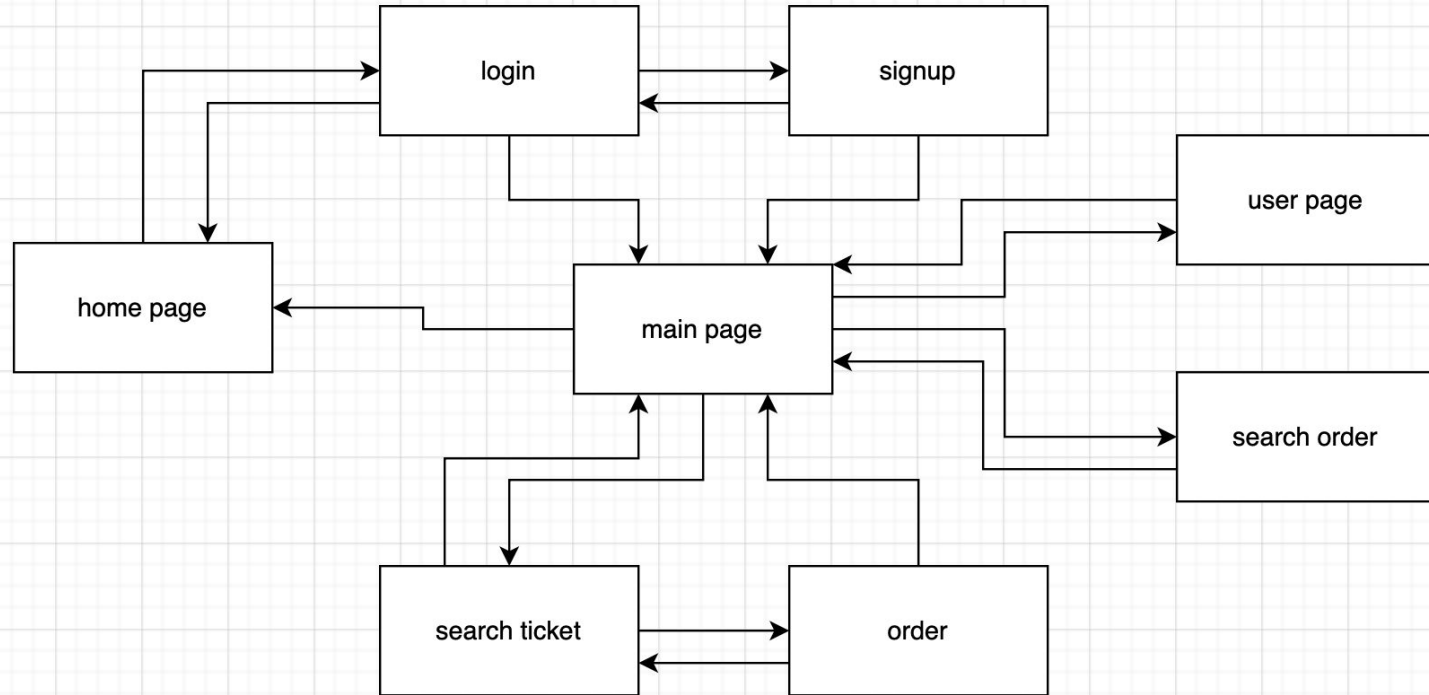 login
signup
user page
home page
main page
search order
search ticket
order